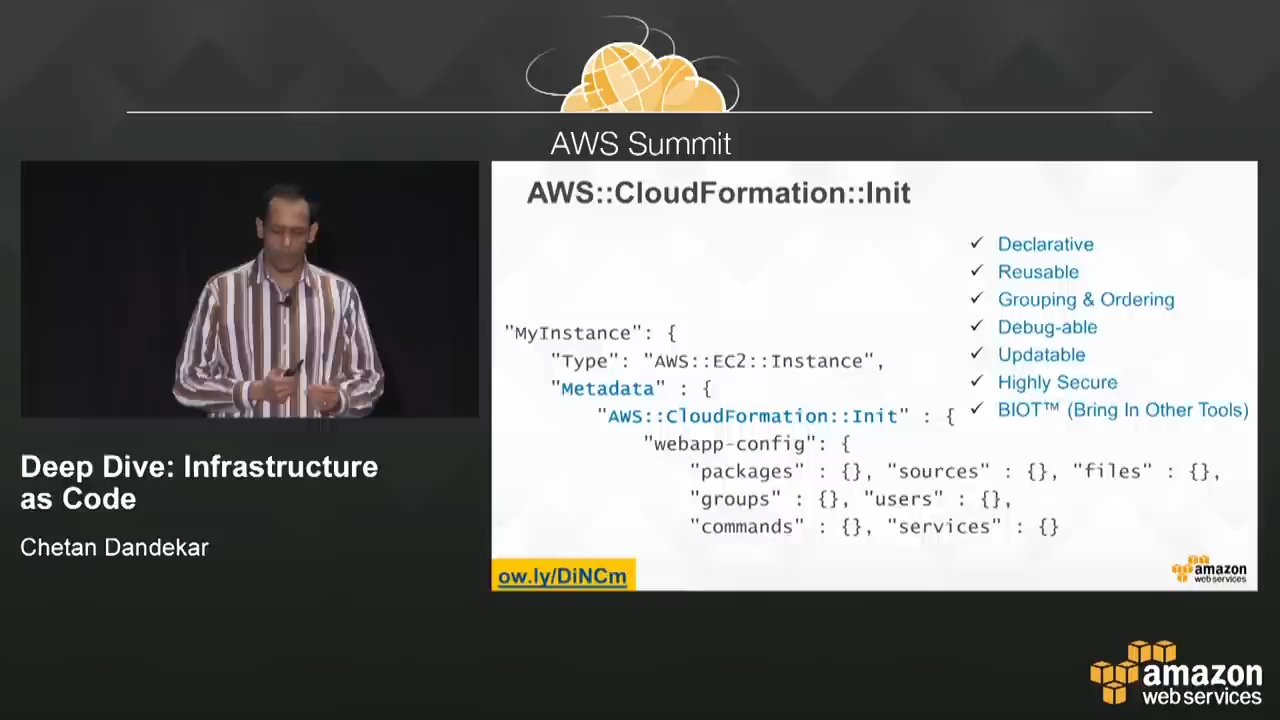 AWS Summit
AWS::CloudFormation::Init
✓ Declarative
✓ Reusable
✓ Grouping & Ordering
✓ Debug-able
✓ Updatable
✓ Highly Secure
✓ BIOT™ (Bring In Other Tools)
"MyInstance": {
"Type": "AWS::EC2::Instance",
"Metadata" : {
"AWS::CloudFormation::Init" : {
"webapp-config": {
"packages" : {}, "sources" : {}, "files" : {},
"groups" : {}, "users" : {},
"commands" : {}, "services" : {}
ow.ly/DiNCm
amazon
web services
Deep Dive: Infrastructure
as Code
Chetan Dandekar
amazon
web services